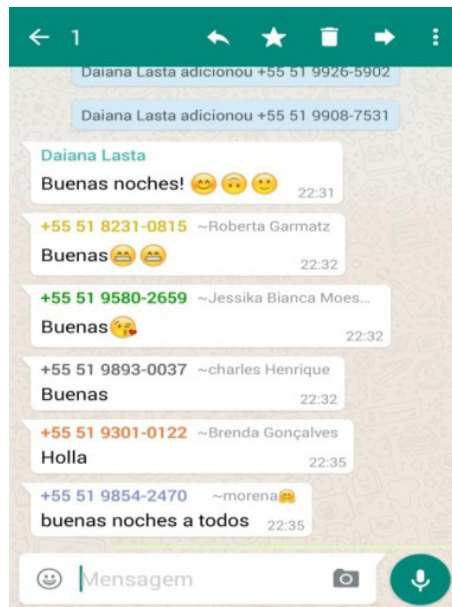 1
Daiana Lasta adicionou +55 51 9926-5902
Daiana Lasta adicionou +55 51 9908-7531
Daiana Lasta
Buenas noches! 😊🙃🙂 22:31
+55 51 8231-0815 ~Roberta Garmatz
Buenas😁😁 22:32
+55 51 9580-2659 ~Jessika Bianca Moes...
Buenas😘 22:32
+55 51 9893-0037 ~charles Henrique
Buenas 22:32
+55 51 9301-0122 ~Brenda Gonçalves
Holla 22:35
+55 51 9854-2470 ~morena🤗
buenas noches a todos 22:35
Mensagem